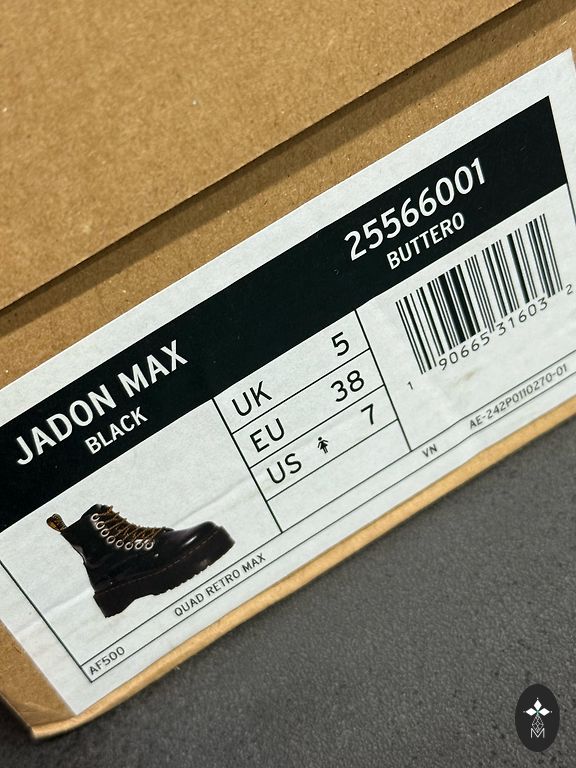 JADON MAX
BLACK
25566001
BUTTERO
UK 5
EU 38
US 7
1 90665 31603 2
VN AE-242P0110270-01
QUAD RETRO MAX
AF500
M